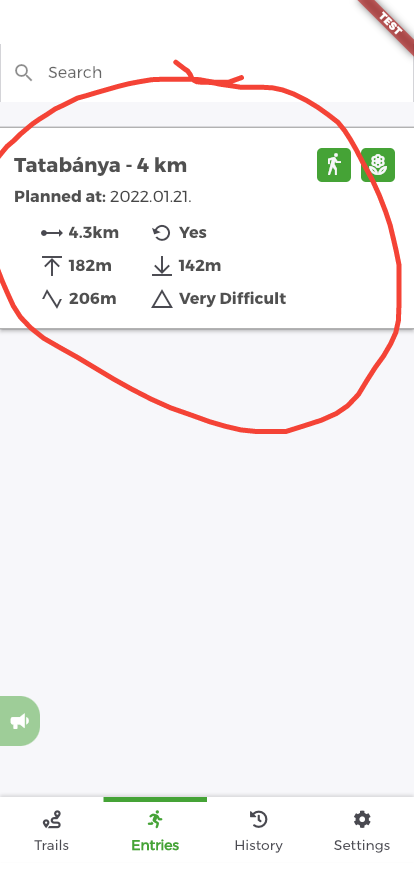 TEST
Search
Tatabánya - 4 km
Planned at: 2022.01.21.
4.3km Yes
182m 142m
206m Very Difficult
Trails Entries History Settings